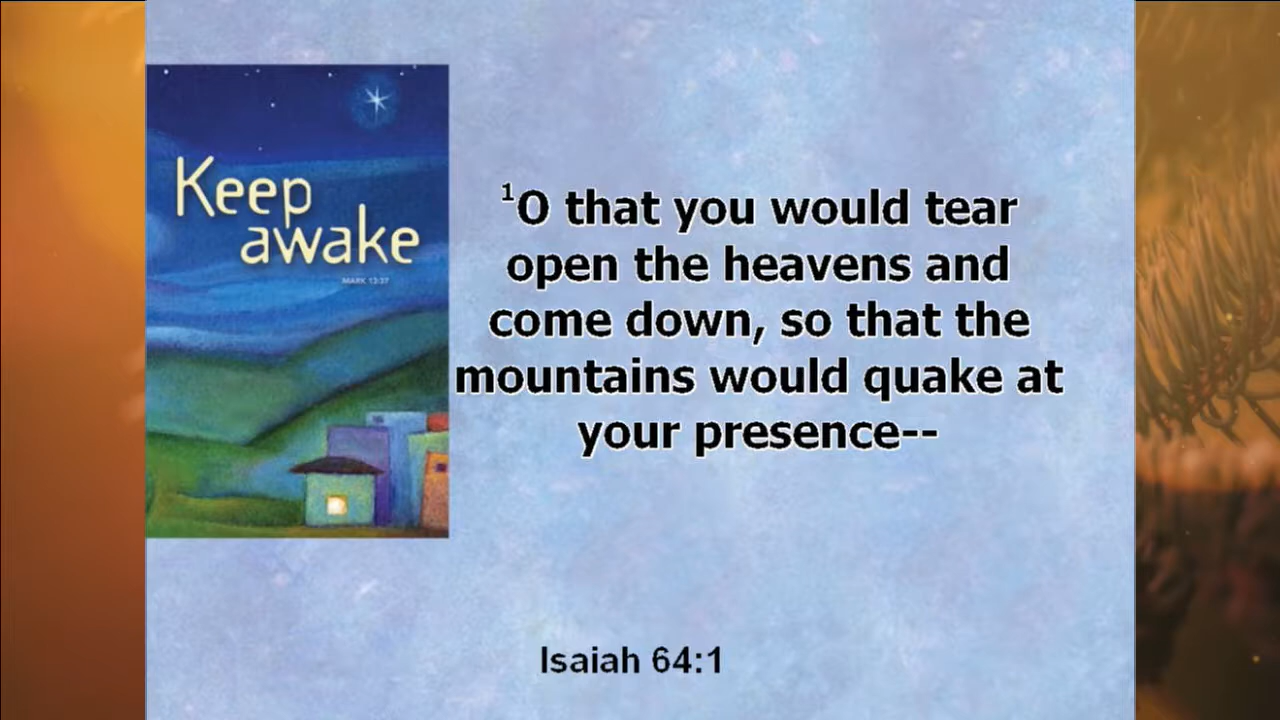 Keep
awake
MARK 13:37
¹O that you would tear
open the heavens and
come down, so that the
mountains would quake at
your presence--
Isaiah 64:1